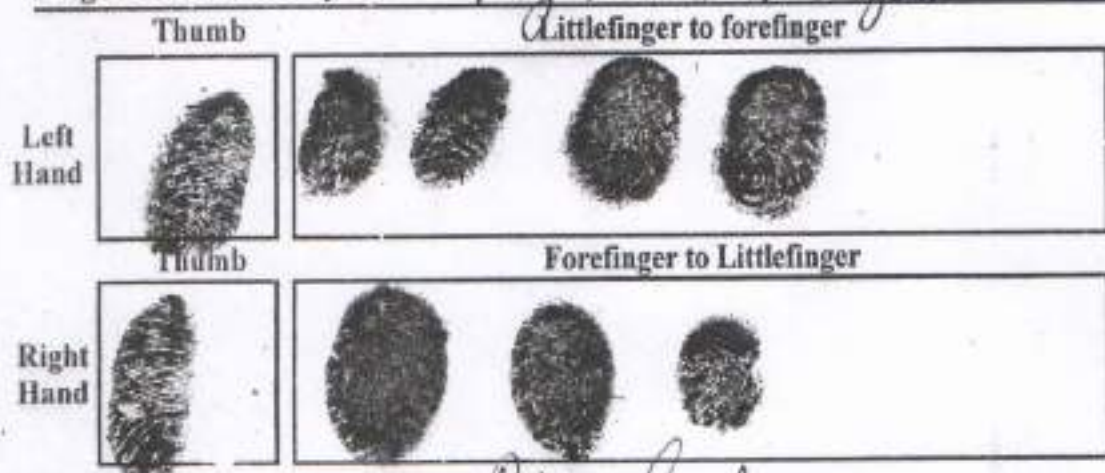 Thumb Littlefinger to forefinger
Left
Hand
Thumb Forefinger to Littlefinger
Right
Hand